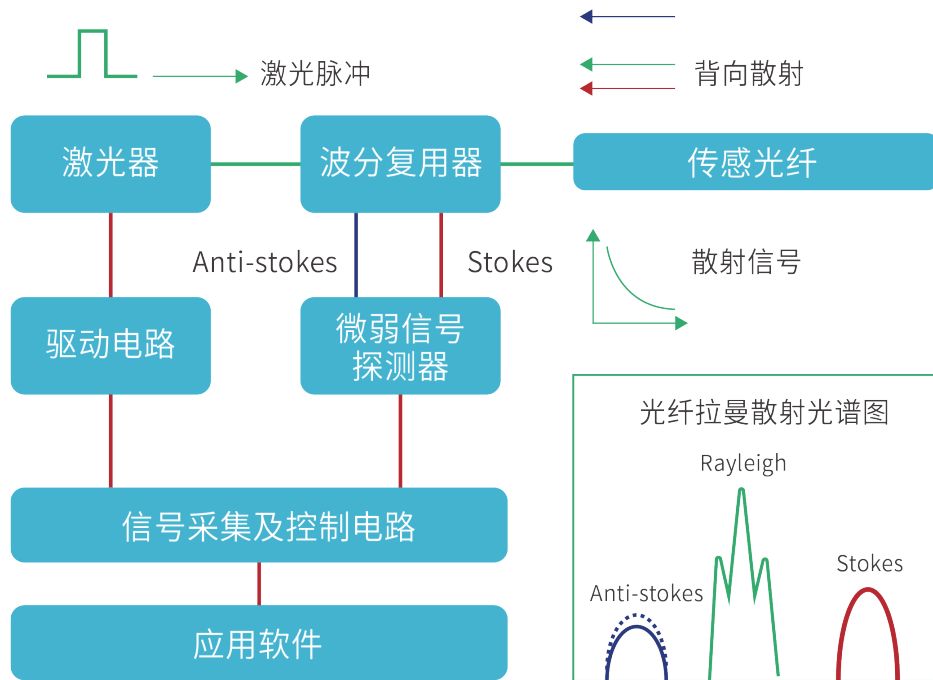 激光脉冲
背向散射
激光器
波分复用器
传感光纤
Anti-stokes
Stokes
散射信号
驱动电路
微弱信号
探测器
光纤拉曼散射光谱图
Rayleigh
Stokes
Anti-stokes
信号采集及控制电路
应用软件